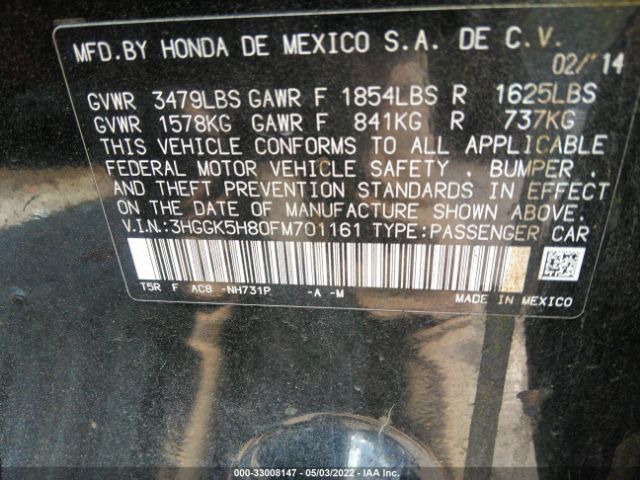 MFD.BY HONDA DE MEXICO S.A. DE C.V.
02/'14
GVWR 3479LBS GAWR F 1854LBS R 1625LBS
GVWR 1578KG GAWR F 841KG R 737KG
THIS VEHICLE CONFORMS TO ALL APPLICABLE
FEDERAL MOTOR VEHICLE SAFETY , BUMPER ,
AND THEFT PREVENTION STANDARDS IN EFFECT
ON THE DATE OF MANUFACTURE SHOWN ABOVE.
V.I.N.:3HGGK5H80FM701161 TYPE:PASSENGER CAR
T5R F AC8 -NH731P -A -M
MADE IN MEXICO
000-33008147 - 05/03/2022 - IAA Inc.